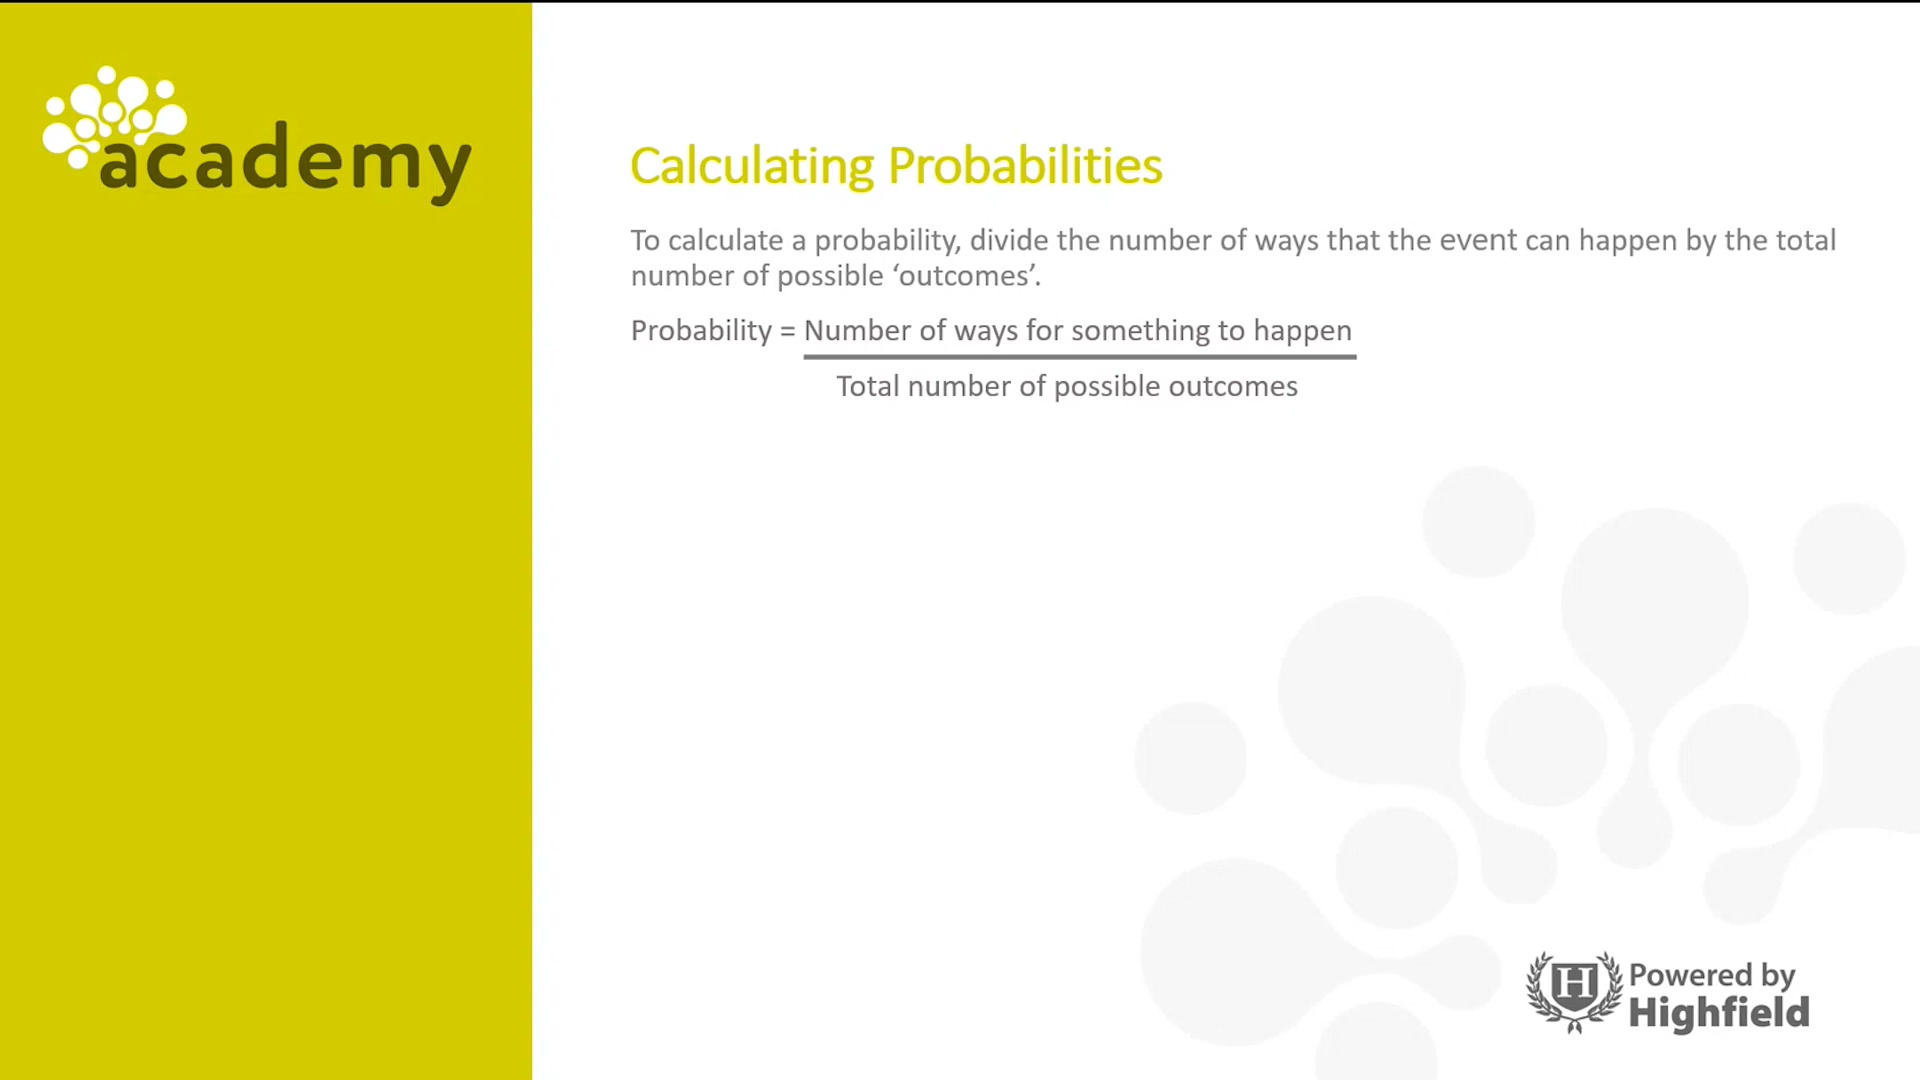 academy
Calculating Probabilities
To calculate a probability, divide the number of ways that the event can happen by the total
number of possible ‘outcomes’.
Probability = Number of ways for something to happen
Total number of possible outcomes
H
Powered by
Highfield